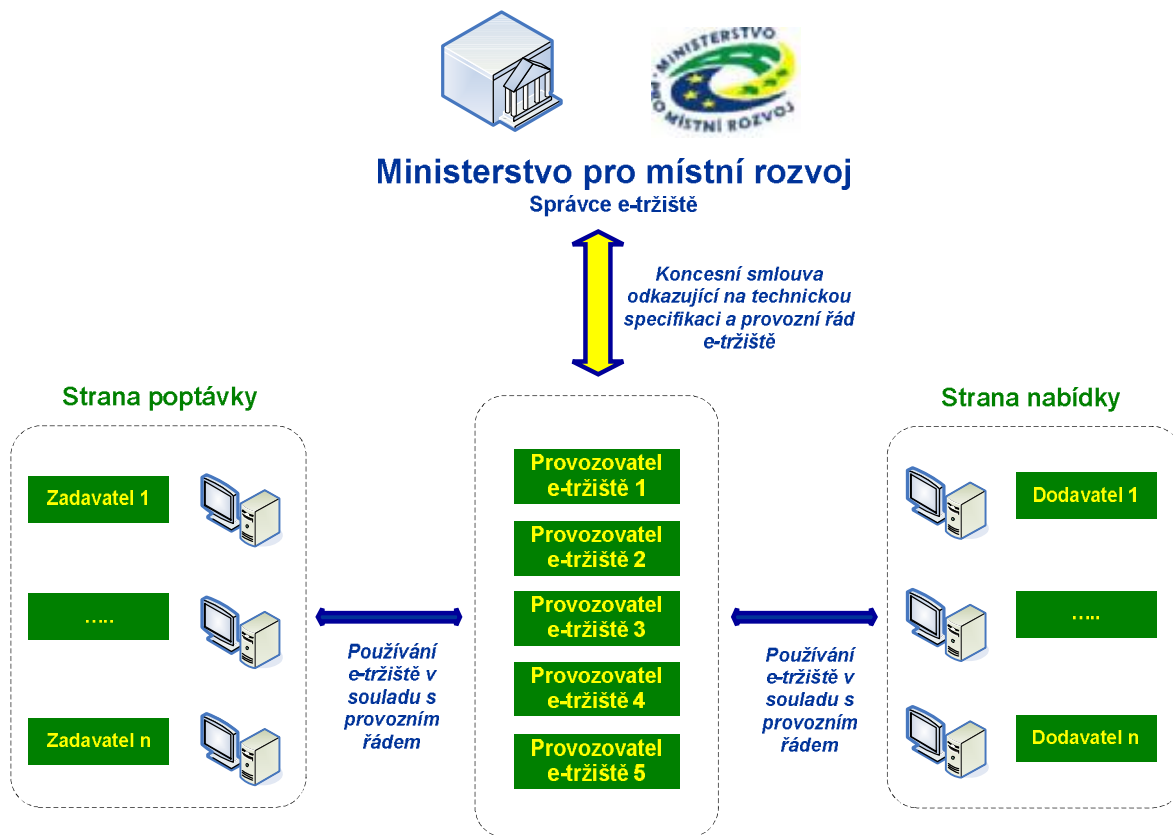 MINISTERSTVO
PRO MÍSTNÍ ROZVOJ
Ministerstvo pro místní rozvoj
Správce e-tržiště
Koncesní smlouva
odkazující na technickou
specifikaci a provozní řád
e-tržiště
Strana poptávky
Zadavatel 1
.....
Zadavatel n
Používání
e-tržiště v
souladu s
provozním
řádem
Provozovatel
e-tržiště 1
Provozovatel
e-tržiště 2
Provozovatel
e-tržiště 3
Provozovatel
e-tržiště 4
Provozovatel
e-tržiště 5
Používání
e-tržiště v
souladu s
provozním
řádem
Strana nabídky
Dodavatel 1
.....
Dodavatel n